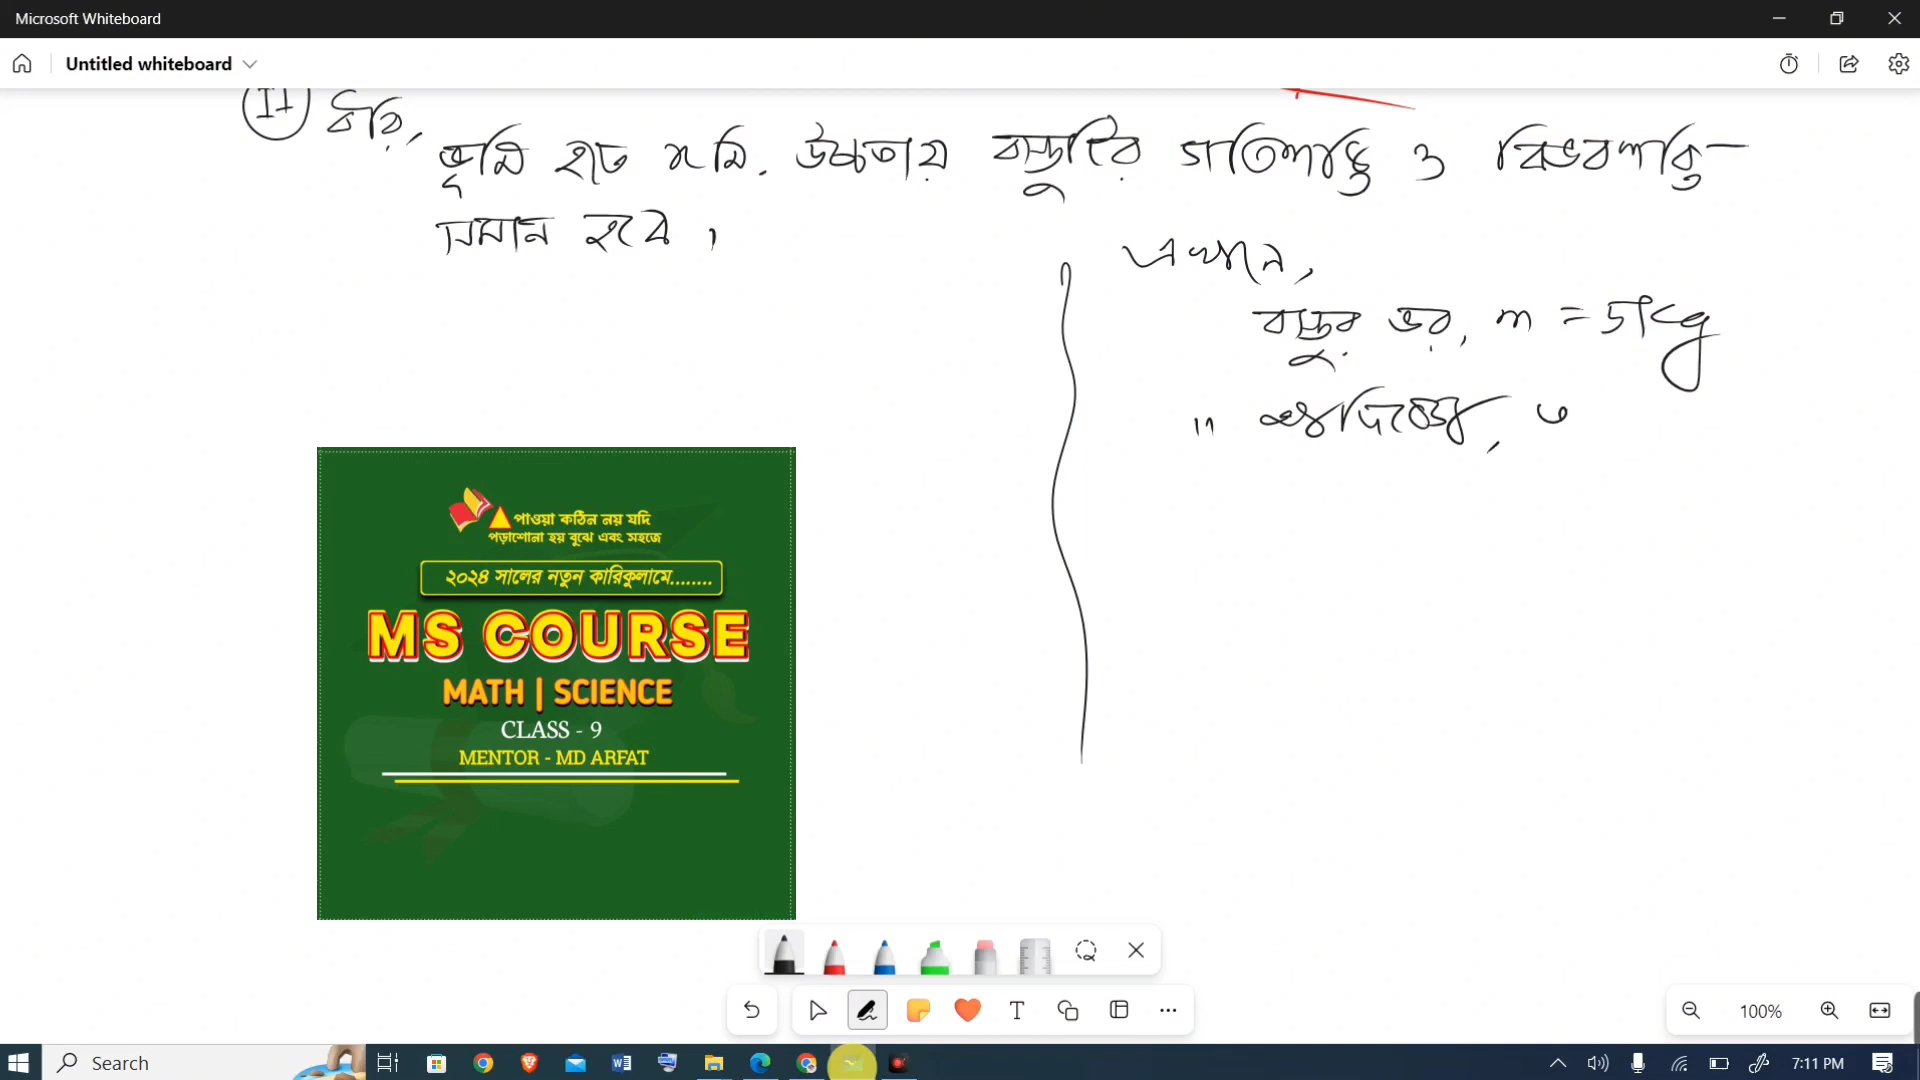 Microsoft Whiteboard
Untitled whiteboard
II ধরি,
ভূমি হতে x মি. উচ্চতায় বস্তুটির গতিশক্তি ও বিভবশক্তি
সমান হবে ।
এখানে,
বস্তুর ভর, m = 5 kg
"
পাওয়া কঠিন নয় যদি
পড়াশোনা হয় বুঝে এবং সহজে
২০২৪ সালের নতুন কারিকুলামে........
MS COURSE
MATH | SCIENCE
CLASS - 9
MENTOR - MD ARFAT
100%
Search
7:11 PM